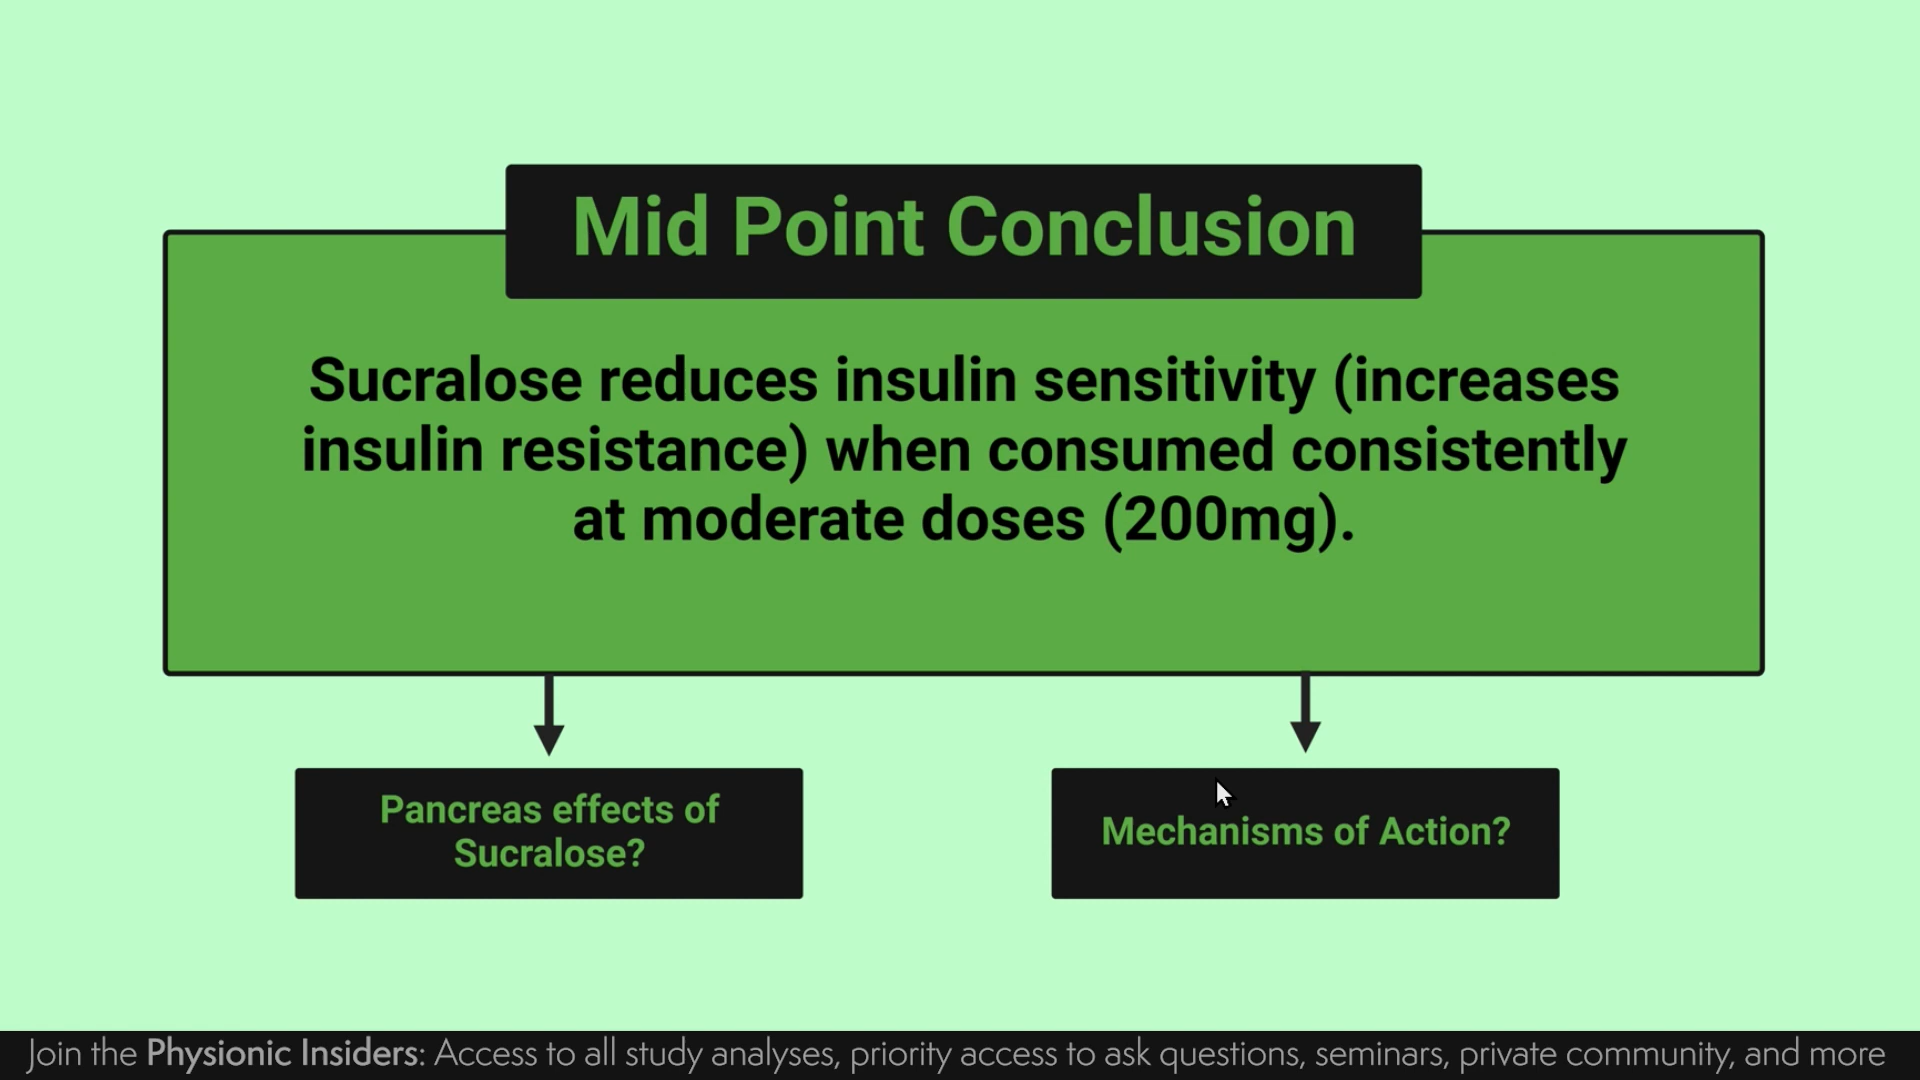 Mid Point Conclusion
Sucralose reduces insulin sensitivity (increases
insulin resistance) when consumed consistently
at moderate doses (200mg).
Pancreas effects of
Sucralose?
Mechanisms of Action?
Join the Physionic Insiders: Access to all study analyses, priority access to ask questions, seminars, private community, and more